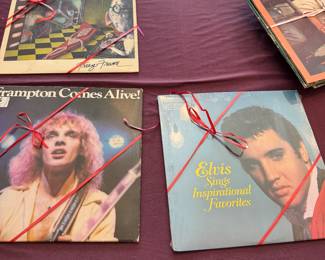 Frampton Comes Alive!
Elvis
Sings
Inspirational
Favorites